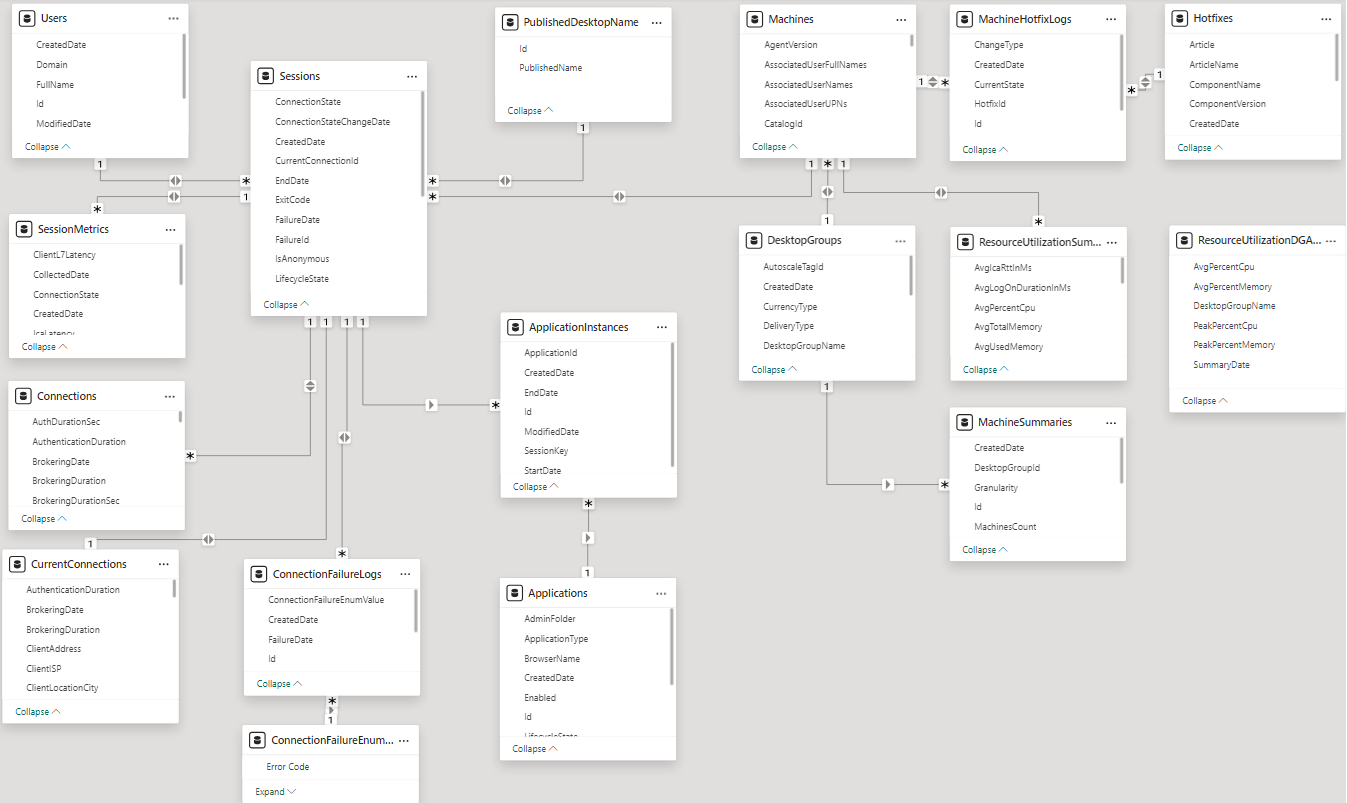 Users
CreatedDate
Domain
FullName
Id
ModifiedDate
Collapse
1
*
Sessions
ConnectionState
ConnectionStateChangeDate
CreatedDate
CurrentConnectionId
EndDate
ExitCode
FailureDate
FailureId
IsAnonymous
LifecycleState
Collapse
1
1 1 1 1
PublishedDesktopName
Id
PublishedName
Collapse
1
*
*
Machines
AgentVersion
AssociatedUserFullNames
AssociatedUserNames
AssociatedUserUPNs
CatalogId
Collapse
1 * 1
1 *
MachineHotfixLogs
ChangeType
CreatedDate
CurrentState
HotfixId
Id
Collapse
* 1
Hotfixes
Article
ArticleName
ComponentName
ComponentVersion
CreatedDate
Collapse
*
SessionMetrics
ClientL7Latency
CollectedDate
ConnectionState
CreatedDate
IcaLatency
Collapse
1
DesktopGroups
AutoscaleTagId
CreatedDate
CurrencyType
DeliveryType
DesktopGroupName
Collapse
1
*
ResourceUtilizationSum...
AvgIcaRttInMs
AvgLogOnDurationInMs
AvgPercentCpu
AvgTotalMemory
AvgUsedMemory
Collapse
ResourceUtilizationDGA...
AvgPercentCpu
AvgPercentMemory
DesktopGroupName
PeakPercentCpu
PeakPercentMemory
SummaryDate
Collapse
Connections
AuthDurationSec
AuthenticationDuration
BrokeringDate
BrokeringDuration
BrokeringDurationSec
Collapse
*
*
ApplicationInstances
ApplicationId
CreatedDate
EndDate
Id
ModifiedDate
SessionKey
StartDate
Collapse
*
1
*
MachineSummaries
CreatedDate
DesktopGroupId
Granularity
Id
MachinesCount
Collapse
1
CurrentConnections
AuthenticationDuration
BrokeringDate
BrokeringDuration
ClientAddress
ClientISP
ClientLocationCity
Collapse
*
ConnectionFailureLogs
ConnectionFailureEnumValue
CreatedDate
FailureDate
Id
Collapse
*
1
ConnectionFailureEnum...
Error Code
Expand
Applications
AdminFolder
ApplicationType
BrowserName
CreatedDate
Enabled
Id
LifecycleState
Collapse